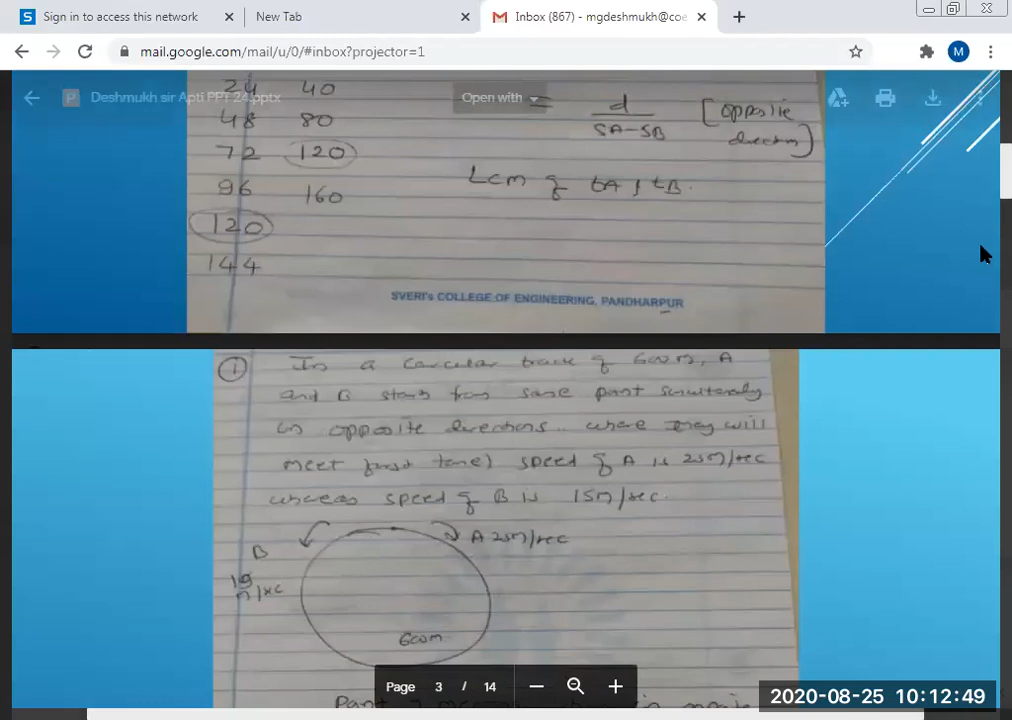 Sign in to access this network
New Tab
Inbox (867) - mgdeshmukh@coe
mail.google.com/mail/u/0/#inbox?projector=1
M
P Deshmukh sir Apti PPT 24.pptx
Open with
24 40
48 80
72 120
96 160
120
144
= d / SA-SB [opposite direction]
Lcm of tA, tB.
SVERI's COLLEGE OF ENGINEERING, PANDHARPUR
① In a carcular track of 600m, A
and B starts from same point simulteneosly
in opposite directions.. where they will
meet first time) speed of A is 25m/sec
whereas speed of B is 15m/sec.
A 25m/sec
B
15
m/sec
600m
Page 3 / 14
2020-08-25 10:12:49